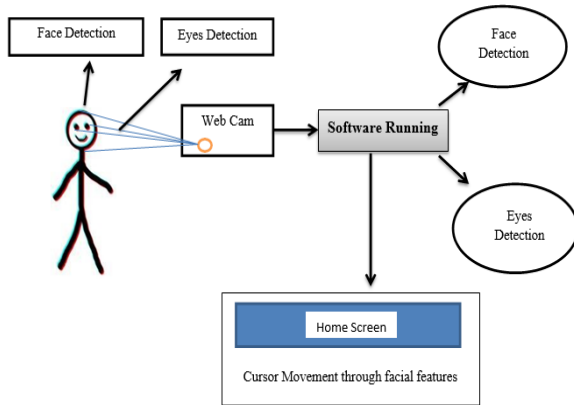 Face Detection
Eyes Detection
Web Cam
Software Running
Face
Detection
Eyes
Detection
Home Screen
Cursor Movement through facial features